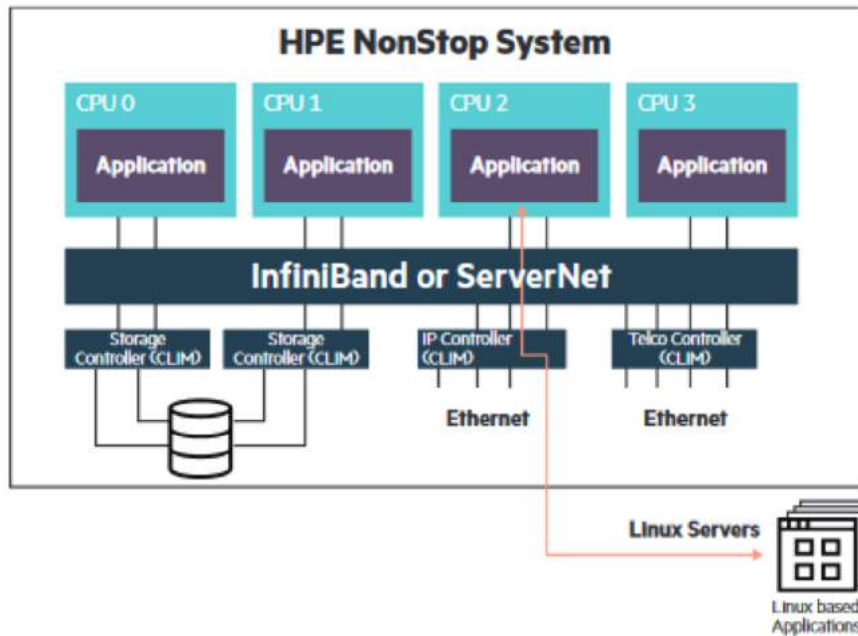 HPE NonStop System
CPU 0
CPU 1
CPU 2
CPU 3
Application
Application
Application
Application
InfiniBand or ServerNet
Storage
Controller (CLIM)
Storage
Controller (CLIM)
IP Controller
(CLIM)
Telco Controller
(CLIM)
Ethernet
Ethernet
Linux Servers
Linux based
Applications